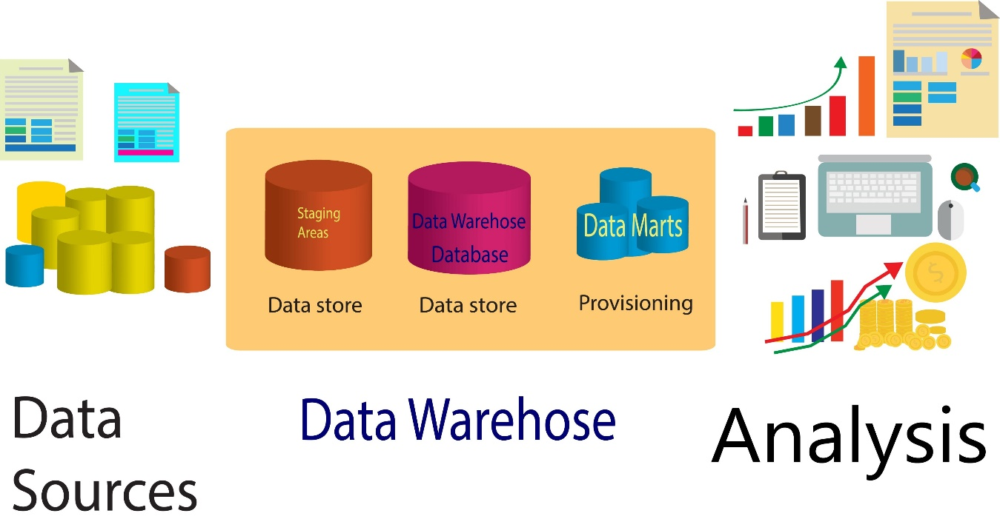 Staging
Areas
Data Warehose
Database
Data Marts
Data store
Data store
Provisioning
Data
Sources
Data Warehose
Analysis
$